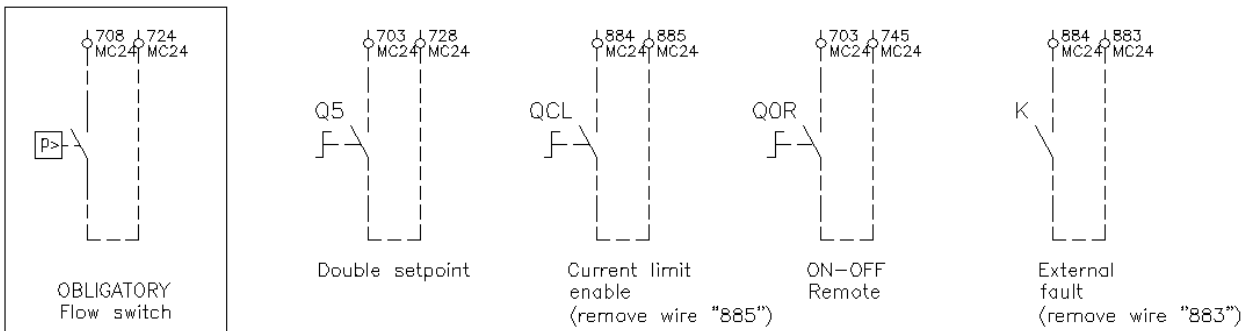 708 724
MC24 MC24
P>
OBLIGATORY
Flow switch
703 728
MC24 MC24
Q5
Double setpoint
884 885
MC24 MC24
QCL
Current limit
enable
(remove wire "885")
703 745
MC24 MC24
QOR
ON-OFF
Remote
884 883
MC24 MC24
K
External
fault
(remove wire "883")